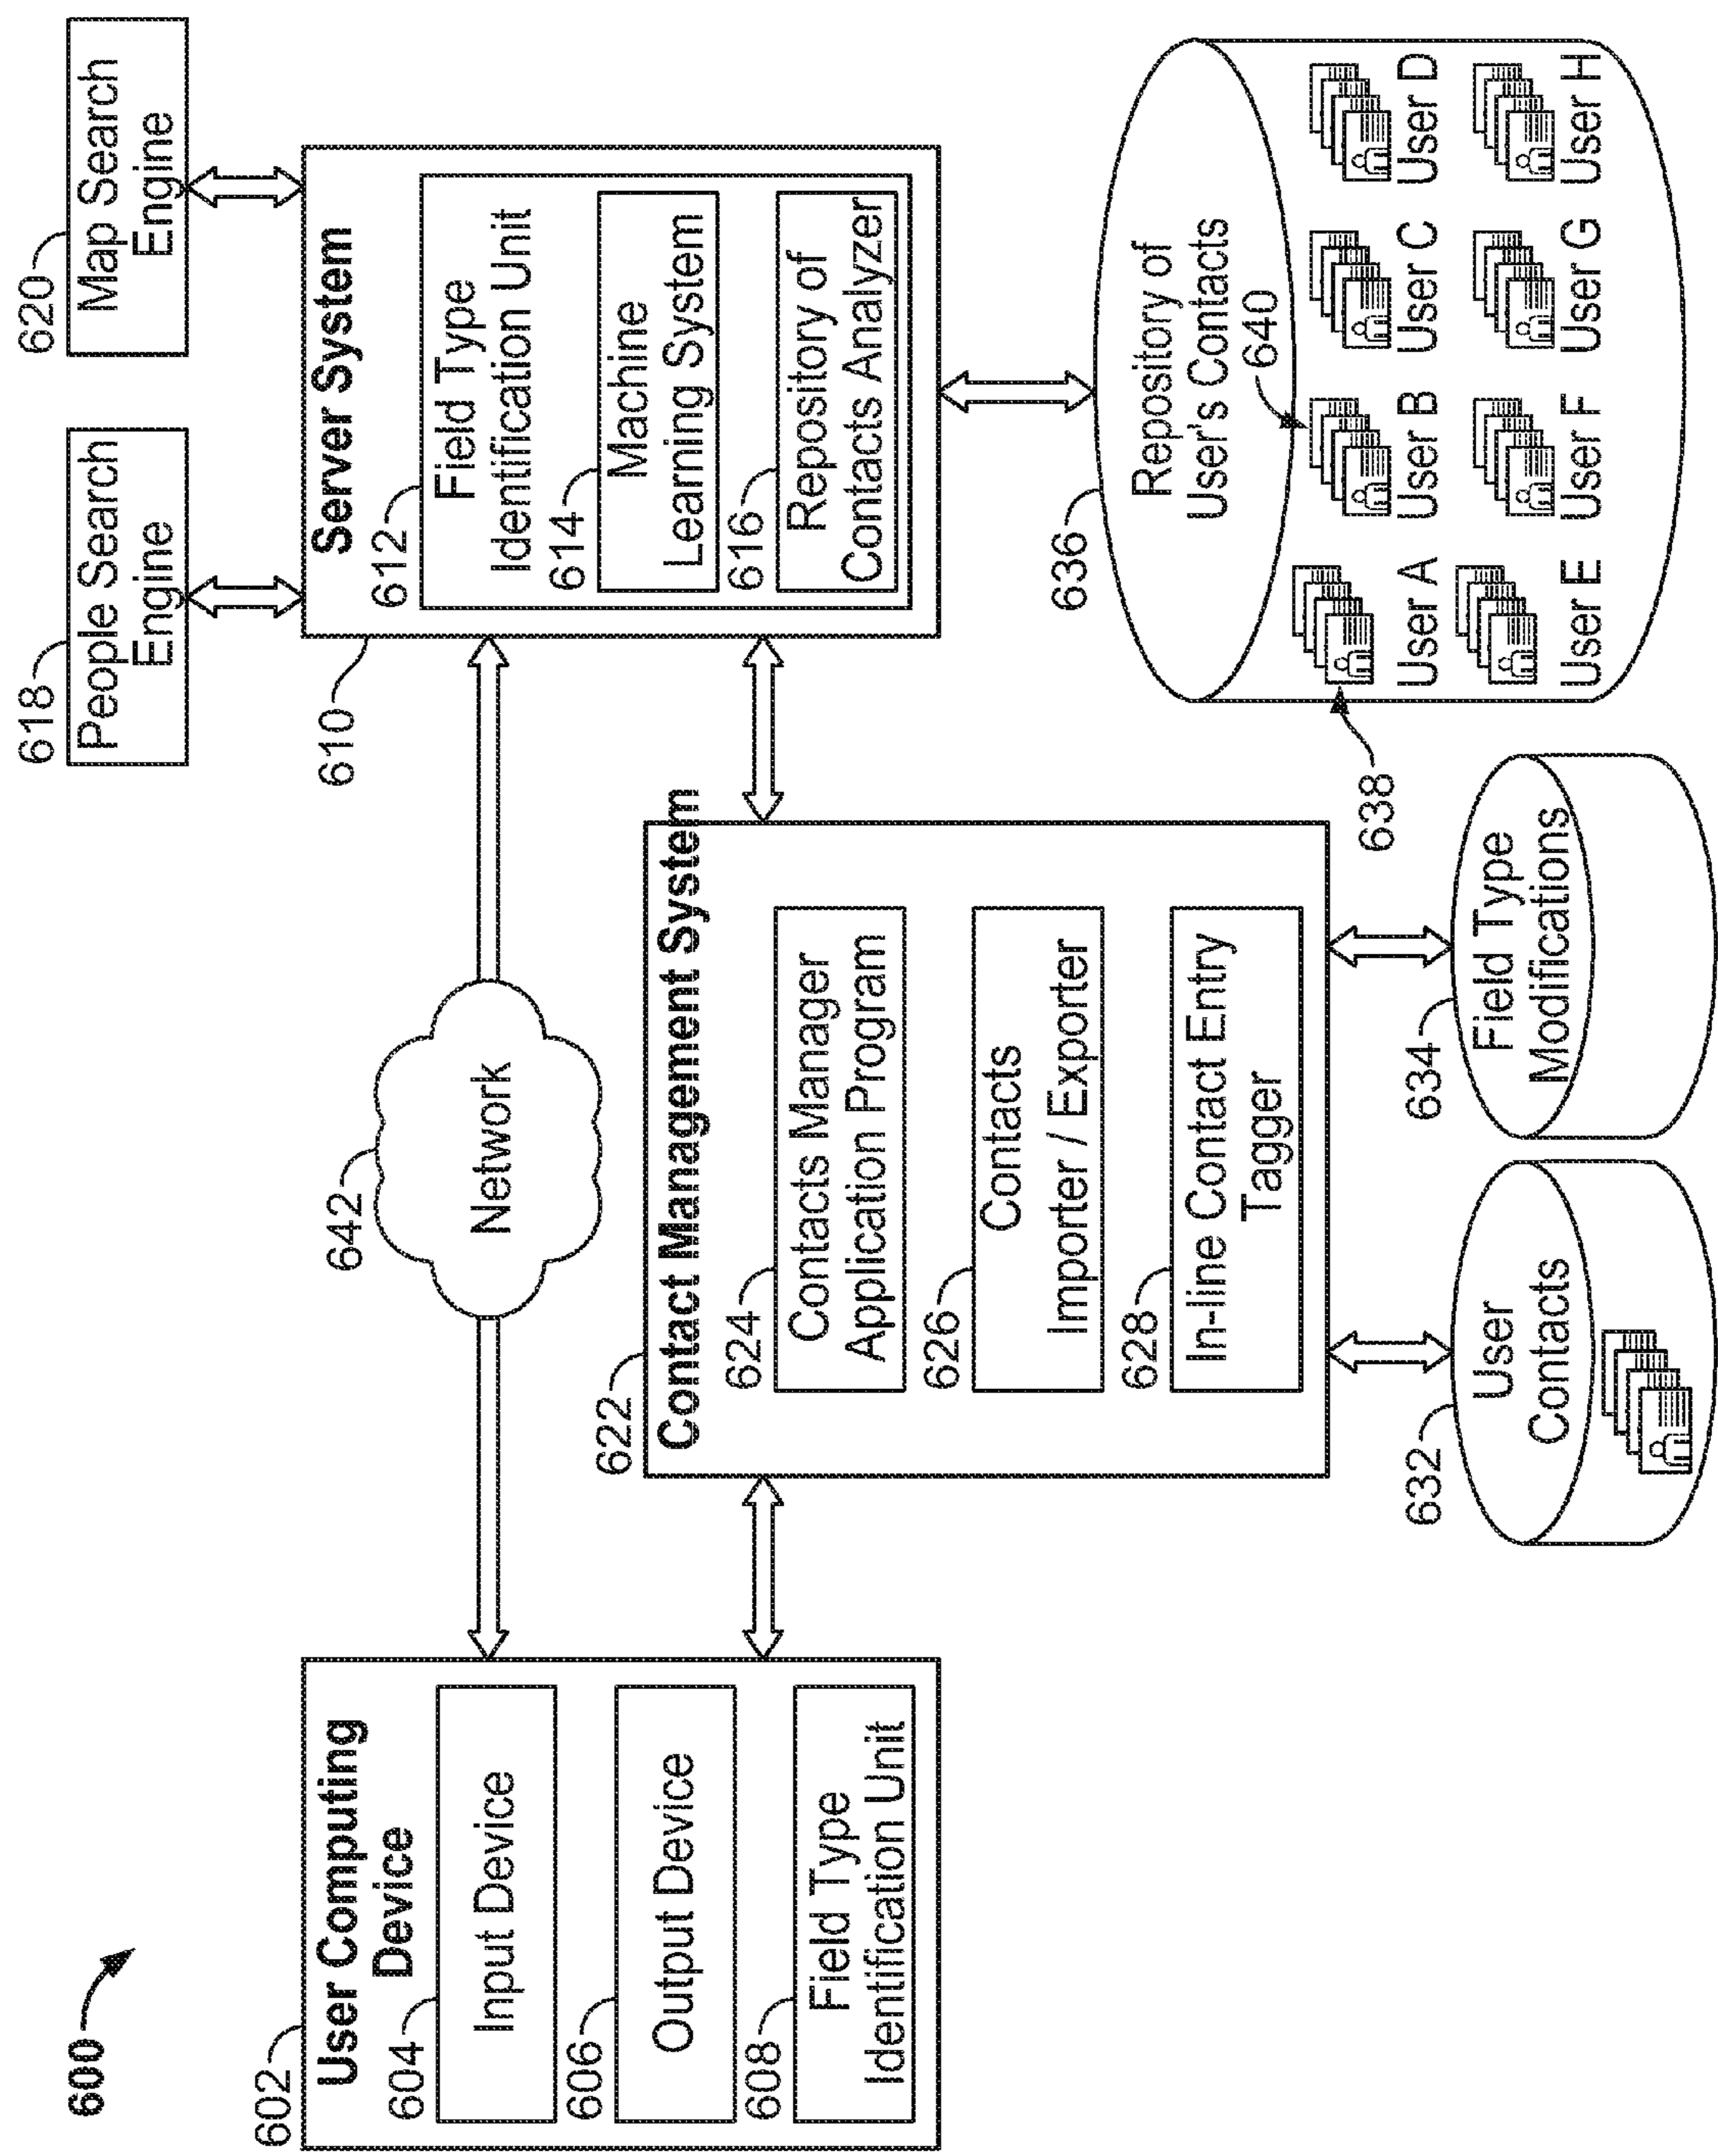 600
602
User Computing
Device
604
Input Device
606
Output Device
608
Field Type
Identification Unit
642
Network
622
Contact Management System
624
Contacts Manager
Application Program
626
Contacts
Importer / Exporter
628
In-line Contact Entry
Tagger
632
User
Contacts
634
Field Type
Modifications
618
People Search
Engine
620
Map Search
Engine
610
Server System
612
Field Type
Identification Unit
614
Machine
Learning System
616
Repository of
Contacts Analyzer
636
Repository of
User's Contacts
640
638
User A
User B
User C
User D
User E
User F
User G
User H